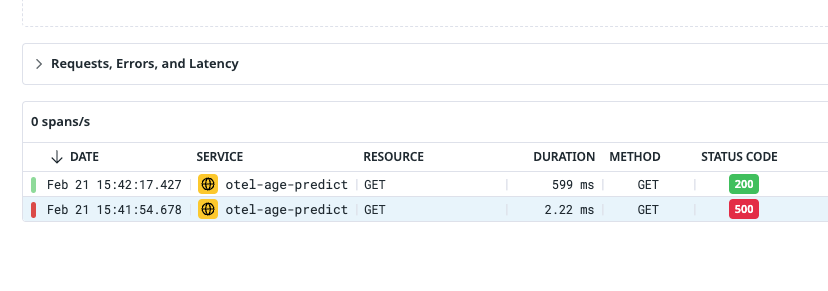 Requests, Errors, and Latency
0 spans/s
DATE SERVICE RESOURCE DURATION METHOD STATUS CODE
Feb 21 15:42:17.427 otel-age-predict GET 599 ms GET 200
Feb 21 15:41:54.678 otel-age-predict GET 2.22 ms GET 500